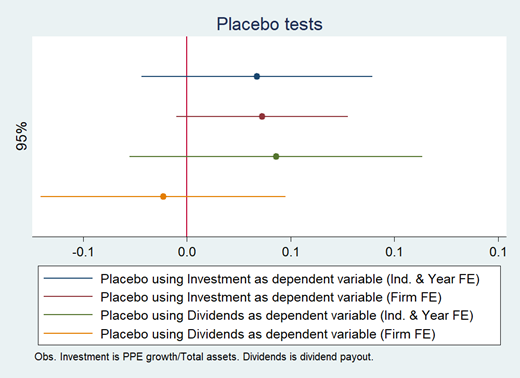 Placebo tests
95%
-0.1 0.0 0.1 0.1
Placebo using Investment as dependent variable (Ind. & Year FE)
Placebo using Investment as dependent variable (Firm FE)
Placebo using Dividends as dependent variable (Ind. & Year FE)
Placebo using Dividends as dependent variable (Firm FE)
Obs. Investment is PPE growth/Total assets. Dividends is dividend payout.